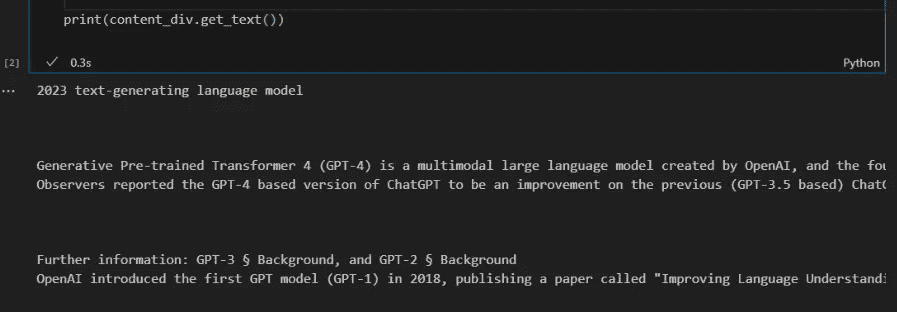 print(content_div.get_text())
[2] ✓ 0.3s Python
... 2023 text-generating language model
Generative Pre-trained Transformer 4 (GPT-4) is a multimodal large language model created by OpenAI, and the fou
Observers reported the GPT-4 based version of ChatGPT to be an improvement on the previous (GPT-3.5 based) Chat
Further information: GPT-3 § Background, and GPT-2 § Background
OpenAI introduced the first GPT model (GPT-1) in 2018, publishing a paper called "Improving Language Understandi